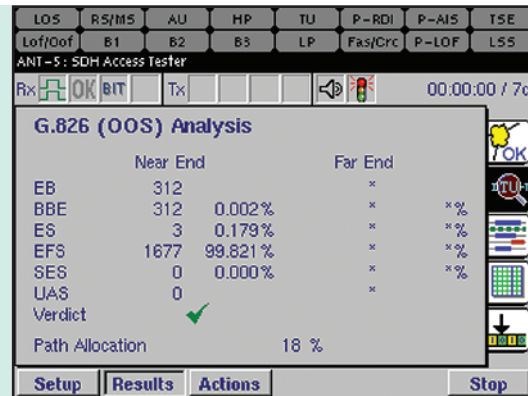 LOS RS/MS AU HP TU P-RDI P-AIS TSE
Lof/Oof B1 B2 B3 LP Fas/Crc P-LOF LSS
ANT-5 : SDH Access Tester
Rx OK BIT Tx 00:00:00 / 7d
G.826 (OOS) Analysis
Near End Far End
EB 312 ×
BBE 312 0.002% × ×%
ES 3 0.179% × ×%
EFS 1677 99.821% × ×%
SES 0 0.000% × ×%
UAS 0 ×
Verdict
Path Allocation 18 %
OK
ITU-T
Setup Results Actions Stop